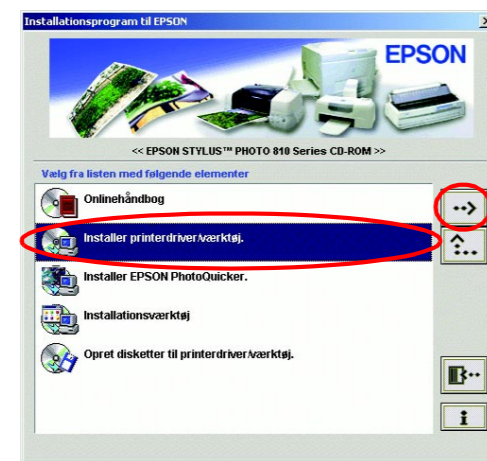 Installationsprogram til EPSON
EPSON
<< EPSON STYLUS™ PHOTO 810 Series CD-ROM >>
Vælg fra listen med følgende elementer
Onlinehåndbog
Installer printerdriver/værktøj.
Installer EPSON PhotoQuicker.
Installationsværktøj
Opret disketter til printerdriver/værktøj.